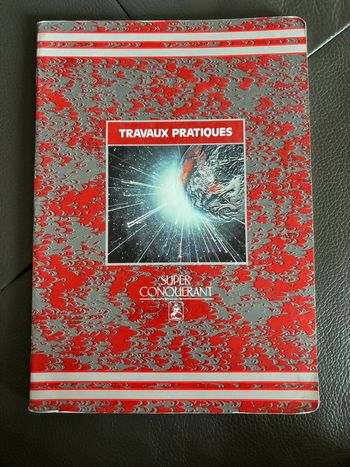 TRAVAUX PRATIQUES
SUPER
CONQUERANT